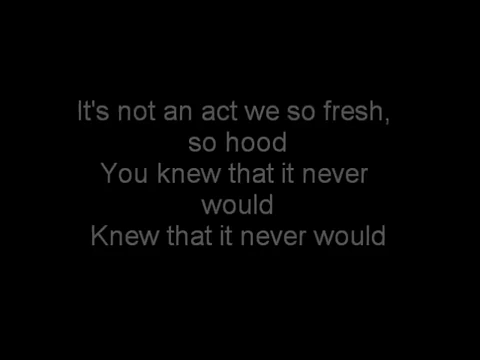 It's not an act we so fresh,
so hood
You knew that it never
would
Knew that it never would